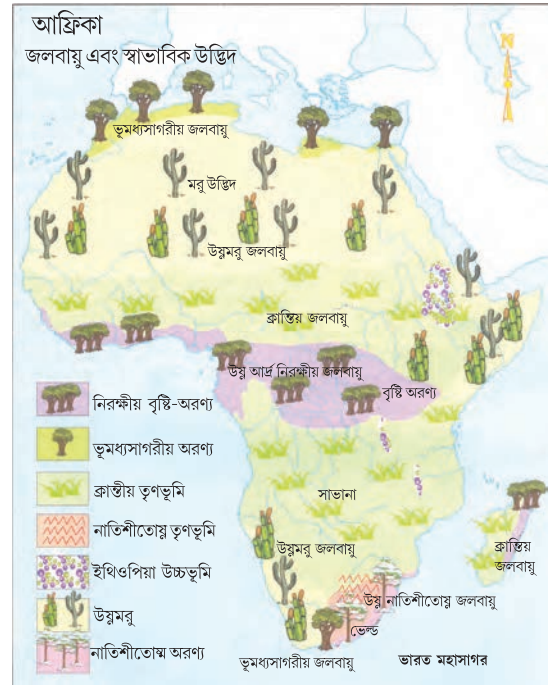 আফ্রিকা
জলবায়ু এবং স্বাভাবিক উদ্ভিদ
ভূমধ্যসাগরীয় জলবায়ু
মরু উদ্ভিদ
উষ্ণমরু জলবায়ু
ক্রান্তিয় জলবায়ু
উষ্ণ আর্দ্র নিরক্ষীয় জলবায়ু
বৃষ্টি অরণ্য
নিরক্ষীয় বৃষ্টি-অরণ্য
ভূমধ্যসাগরীয় অরণ্য
ক্রান্তীয় তৃণভূমি
নাতিশীতোষ্ণ তৃণভূমি
ইথিওপিয়া উচ্চভূমি
উষ্ণমরু
নাতিশীতোষ্ণ অরণ্য
সাভানা
উষ্ণমরু জলবায়ু
ক্রান্তিয়
জলবায়ু
উষ্ণ নাতিশীতোষ্ণ জলবায়ু
ভেল্ড
ভূমধ্যসাগরীয় জলবায়ু
ভারত মহাসাগর